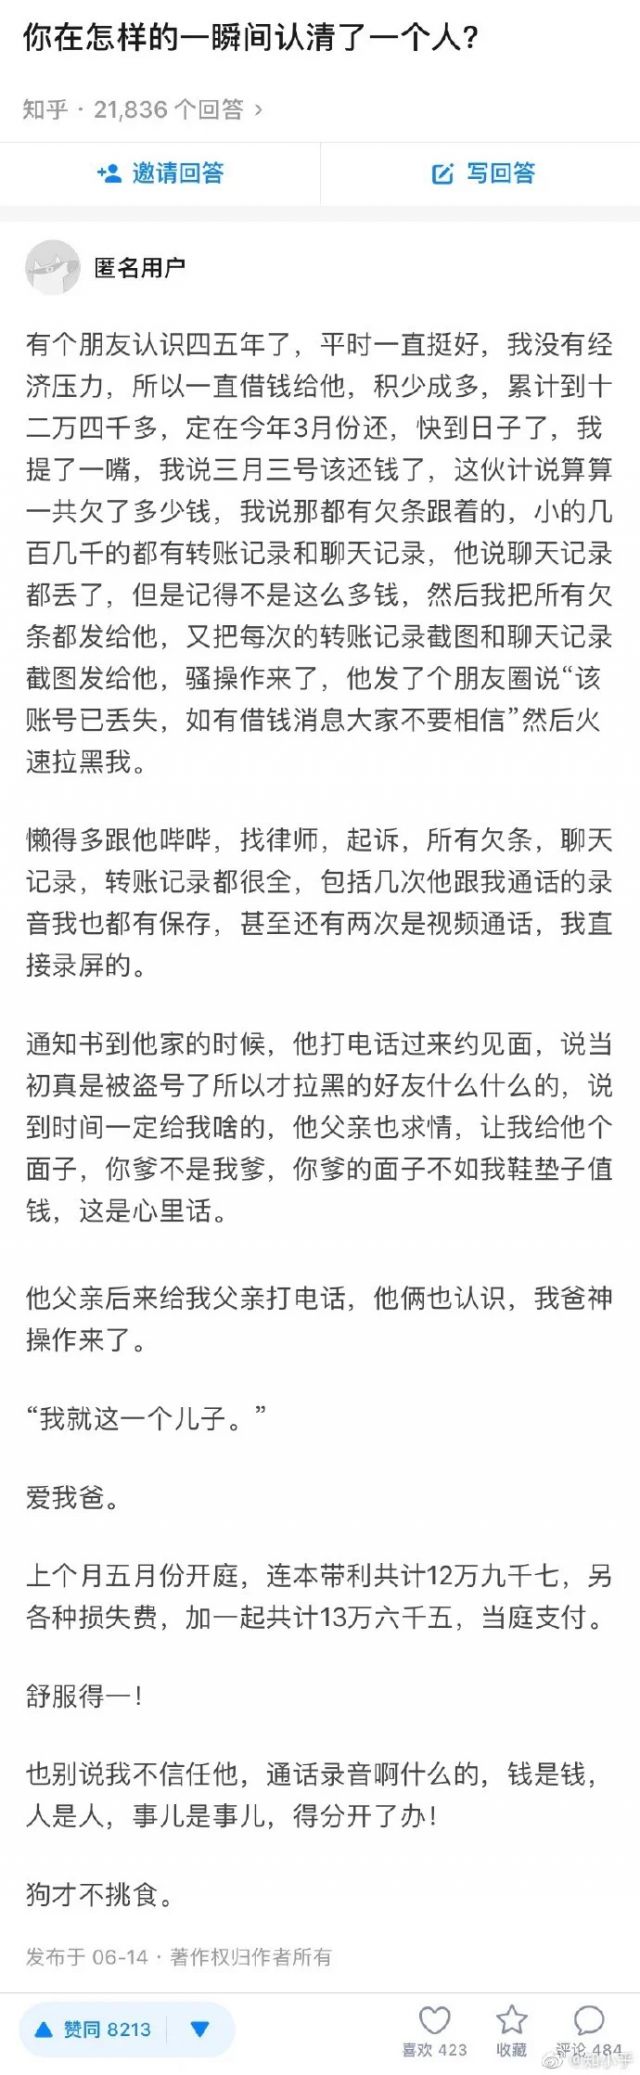 你在怎样的一瞬间认清了一个人?
知乎 · 21,836 个回答 >
邀请回答
写回答
匿名用户
有个朋友认识四五年了，平时一直挺好，我没有经
济压力，所以一直借钱给他，积少成多，累计到十
二万四千多，定在今年3月份还，快到日子了，我
提了一嘴，我说三月三号该还钱了，这伙计说算算
一共欠了多少钱，我说那都有欠条跟着的，小的几
百几千的都有转账记录和聊天记录，他说聊天记录
都丢了，但是记得不是这么多钱，然后我把所有欠
条都发给他，又把每次的转账记录截图和聊天记录
截图发给他，骚操作来了，他发了个朋友圈说“该
账号已丢失，如有借钱消息大家不要相信”然后火
速拉黑我。
懒得多跟他哔哔，找律师，起诉，所有欠条，聊天
记录，转账记录都很全，包括几次他跟我通话的录
音我也都有保存，甚至还有两次是视频通话，我直
接录屏的。
通知书到他家的时候，他打电话过来约见面，说当
初真是被盗号了所以才拉黑的好友什么什么的，说
到时间一定给我啥的，他父亲也求情，让我给他个
面子，你爹不是我爹，你爹的面子不如我鞋垫子值
钱，这是心里话。
他父亲后来给我父亲打电话，他俩也认识，我爸神
操作来了。
“我就这一个儿子。”
爱我爸。
上个月五月份开庭，连本带利共计12万九千七，另
各种损失费，加一起共计13万六千五，当庭支付。
舒服得一！
也别说我不信任他，通话录音啊什么的，钱是钱，
人是人，事儿是事儿，得分开了办！
狗才不挑食。
发布于 06-14 · 著作权归作者所有
赞同 8213
喜欢 423
收藏
评论 484
@知小乎